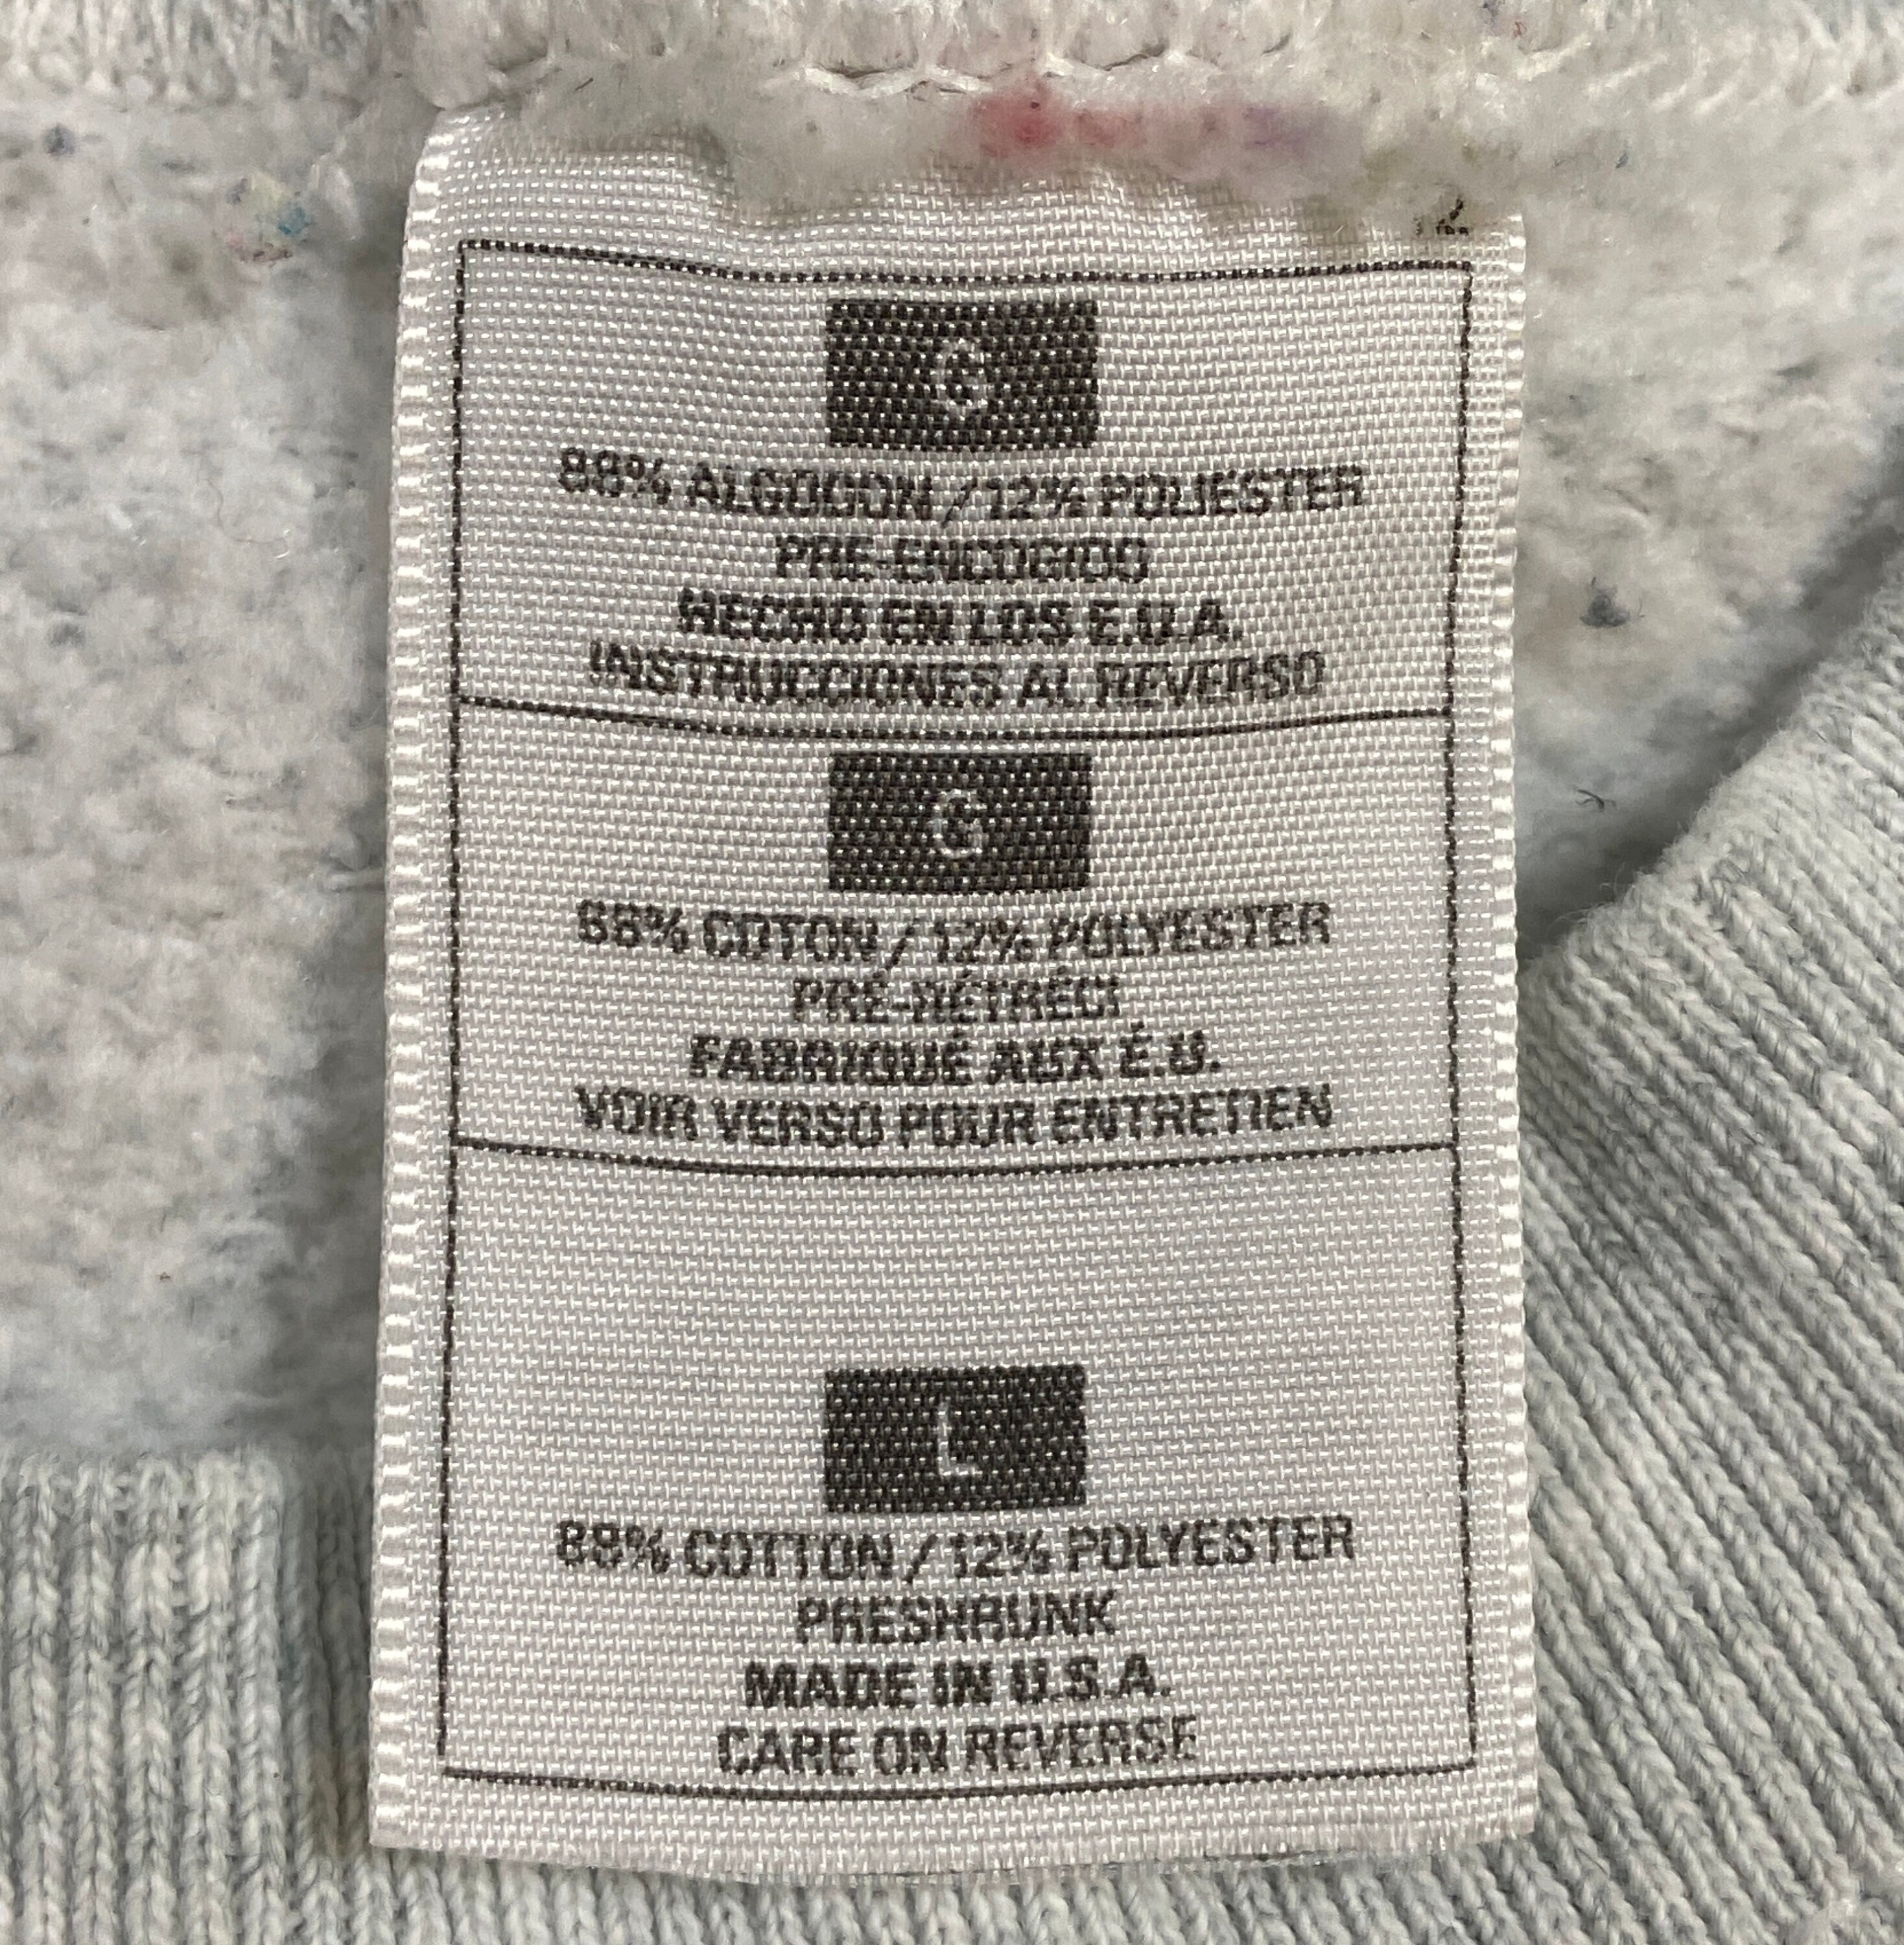 G
88% ALGODON / 12% POLIESTER
PRE-ENCOGIDO
HECHO EN LOS E.U.A.
INSTRUCCIONES AL REVERSO
G
88% COTON / 12% POLYESTER
PRÉ-RÉTRÉCI
FABRIQUÉ AUX É.U.
VOIR VERSO POUR ENTRETIEN
L
88% COTTON / 12% POLYESTER
PRESHRUNK
MADE IN U.S.A.
CARE ON REVERSE